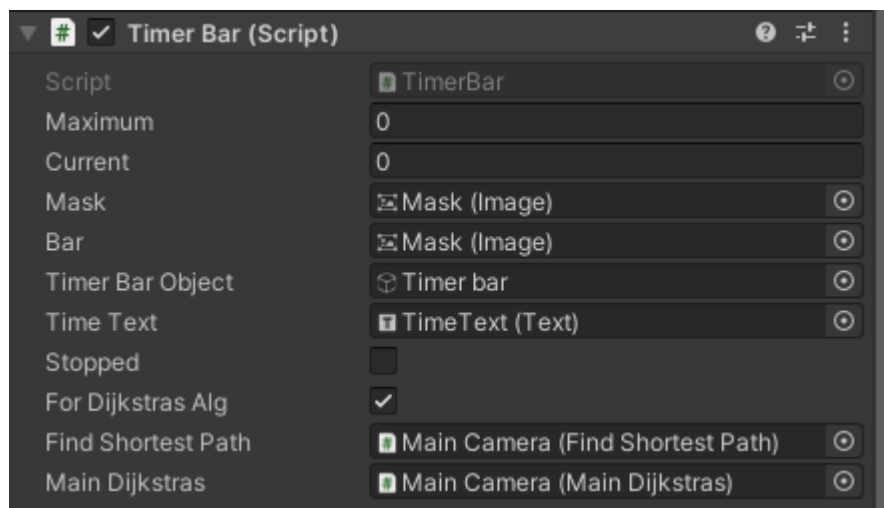 Timer Bar (Script)
Script TimerBar
Maximum 0
Current 0
Mask Mask (Image)
Bar Mask (Image)
Timer Bar Object Timer bar
Time Text TimeText (Text)
Stopped
For Dijkstras Alg
Find Shortest Path Main Camera (Find Shortest Path)
Main Dijkstras Main Camera (Main Dijkstras)